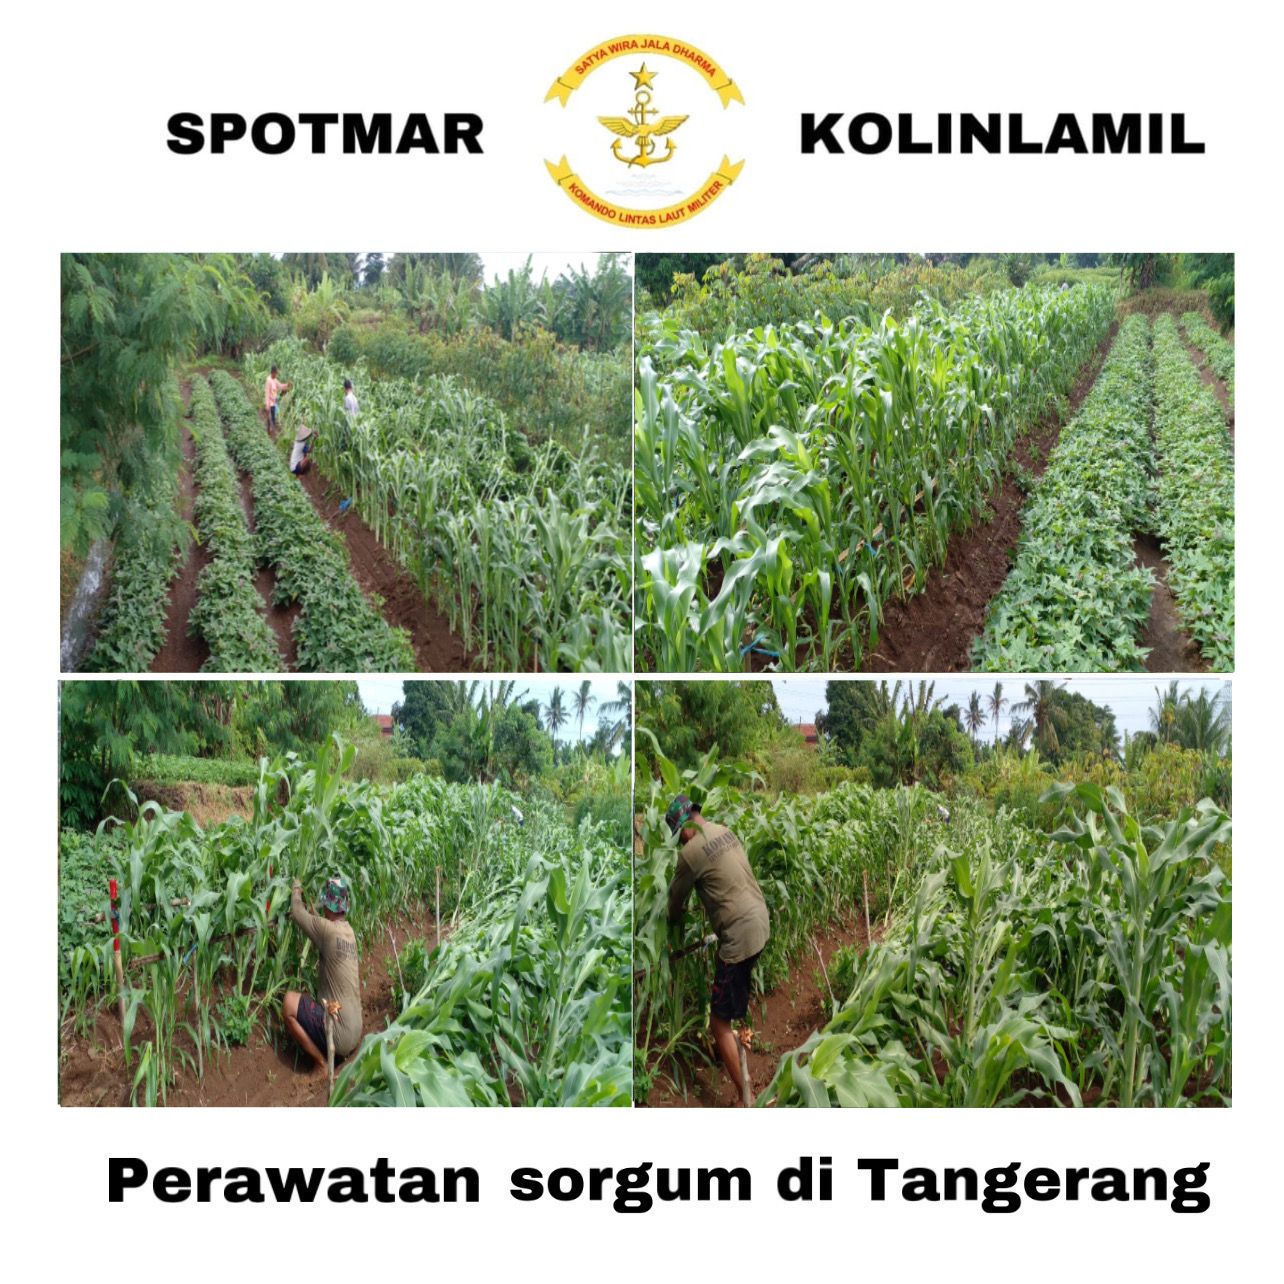 SPOTMAR
SATYA WIRA JALA DHARMA
KOMANDO LINTAS LAUT MILITER
KOLINLAMIL
Perawatan sorgum di Tangerang